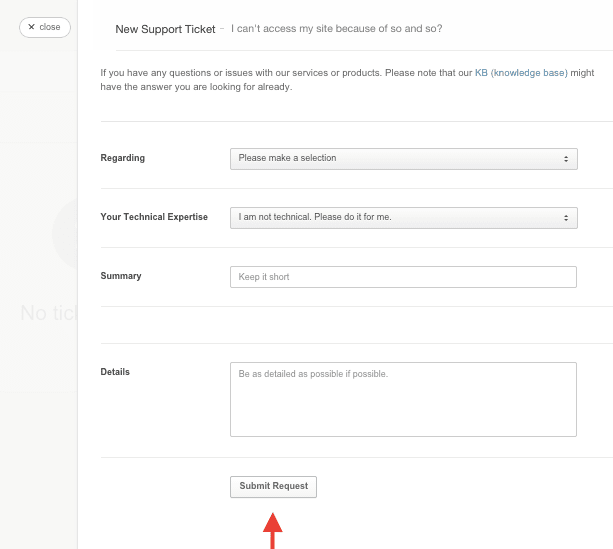 × close
New Support Ticket - I can't access my site because of so and so?
If you have any questions or issues with our services or products. Please note that our KB (knowledge base) might
have the answer you are looking for already.
Regarding
Please make a selection
Your Technical Expertise
I am not technical. Please do it for me.
Summary
Keep it short
No tick
Details
Be as detailed as possible if possible.
Submit Request